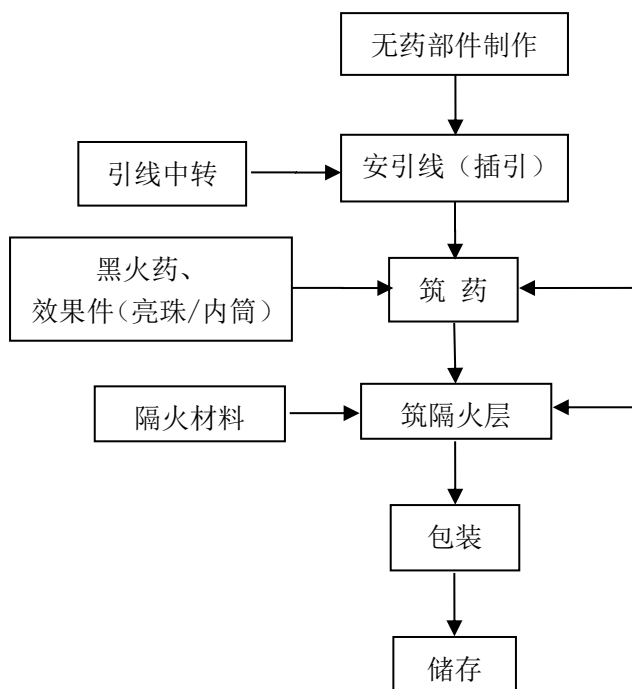 无药部件制作
引线中转
安引线（插引）
黑火药、
效果件（亮珠/内筒）
筑 药
隔火材料
筑隔火层
包装
储存